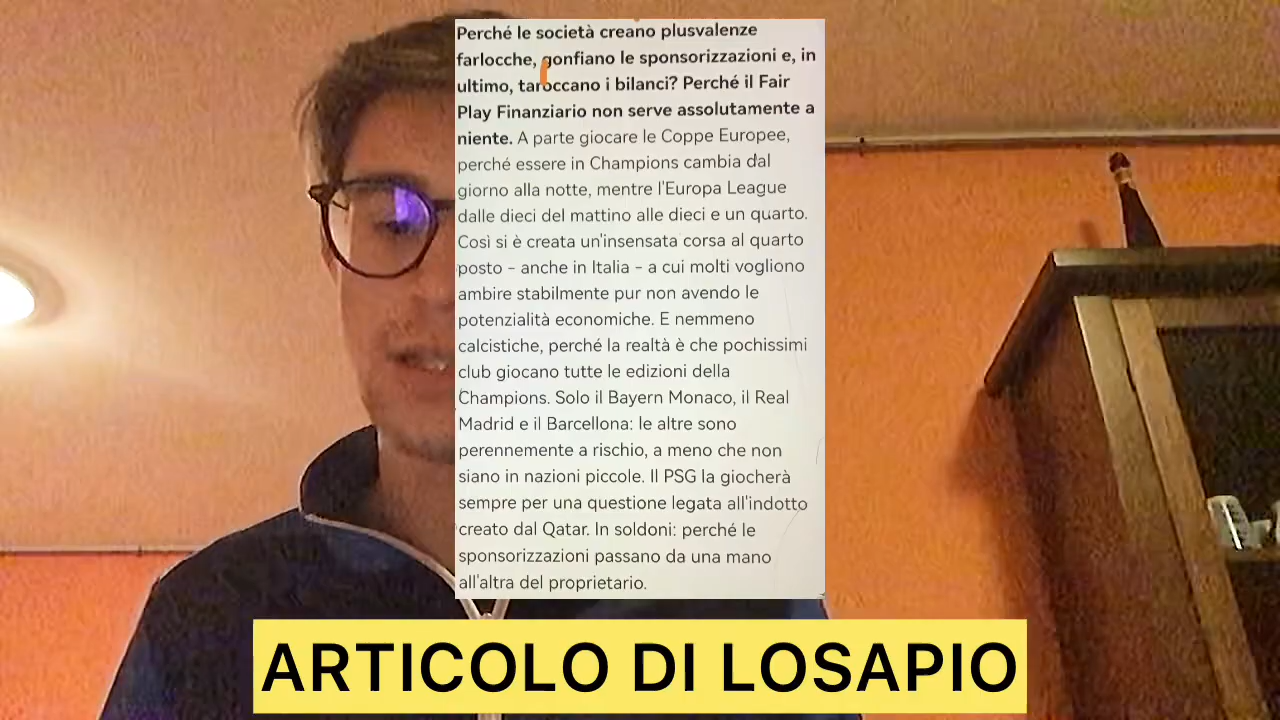 Perché le società creano plusvalenze
farlocche, gonfiano le sponsorizzazioni e, in
ultimo, taroccano i bilanci? Perché il Fair
Play Finanziario non serve assolutamente a
niente. A parte giocare le Coppe Europee,
perché essere in Champions cambia dal
giorno alla notte, mentre l'Europa League
dalle dieci del mattino alle dieci e un quarto.
Così si è creata un'insensata corsa al quarto
posto - anche in Italia - a cui molti vogliono
ambire stabilmente pur non avendo le
potenzialità economiche. E nemmeno
calcistiche, perché la realtà è che pochissimi
club giocano tutte le edizioni della
Champions. Solo il Bayern Monaco, il Real
Madrid e il Barcellona: le altre sono
perennemente a rischio, a meno che non
siano in nazioni piccole. Il PSG la giocherà
sempre per una questione legata all'indotto
creato dal Qatar. In soldoni: perché le
sponsorizzazioni passano da una mano
all'altra del proprietario.
ARTICOLO DI LOSAPIO